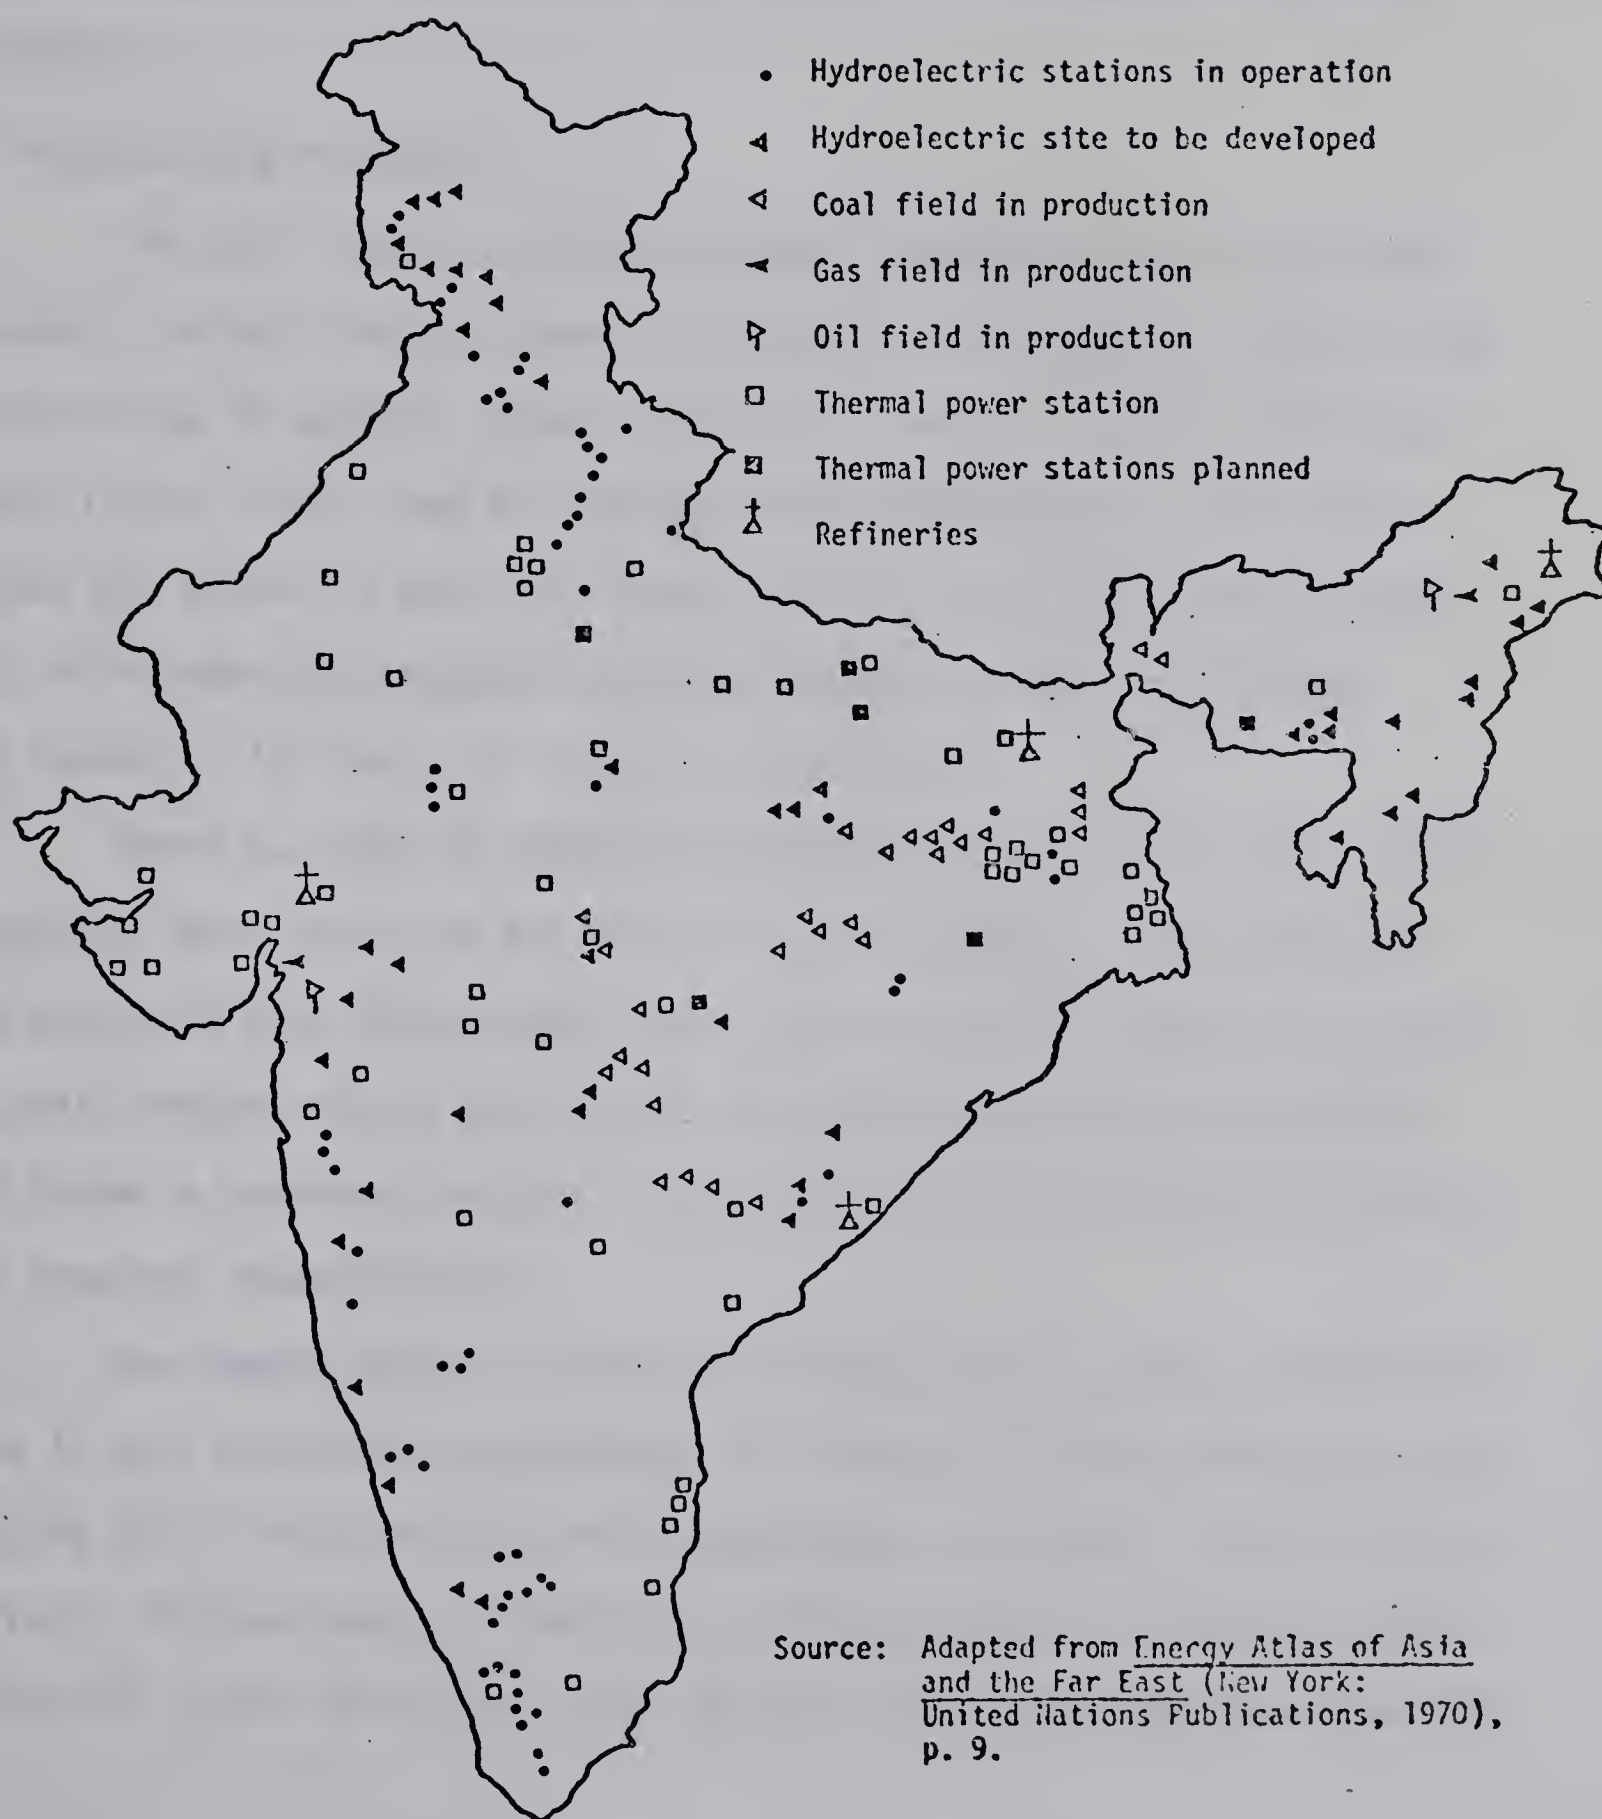 Hydroelectric stations in operation
Hydroelectric site to be developed
Coal field in production
Gas field in production
Oil field in production
Thermal power station
Thermal power stations planned
Refineries
Source: Adapted from Energy Atlas of Asia
and the Far East (New York:
United Nations Publications, 1970),
p. 9.